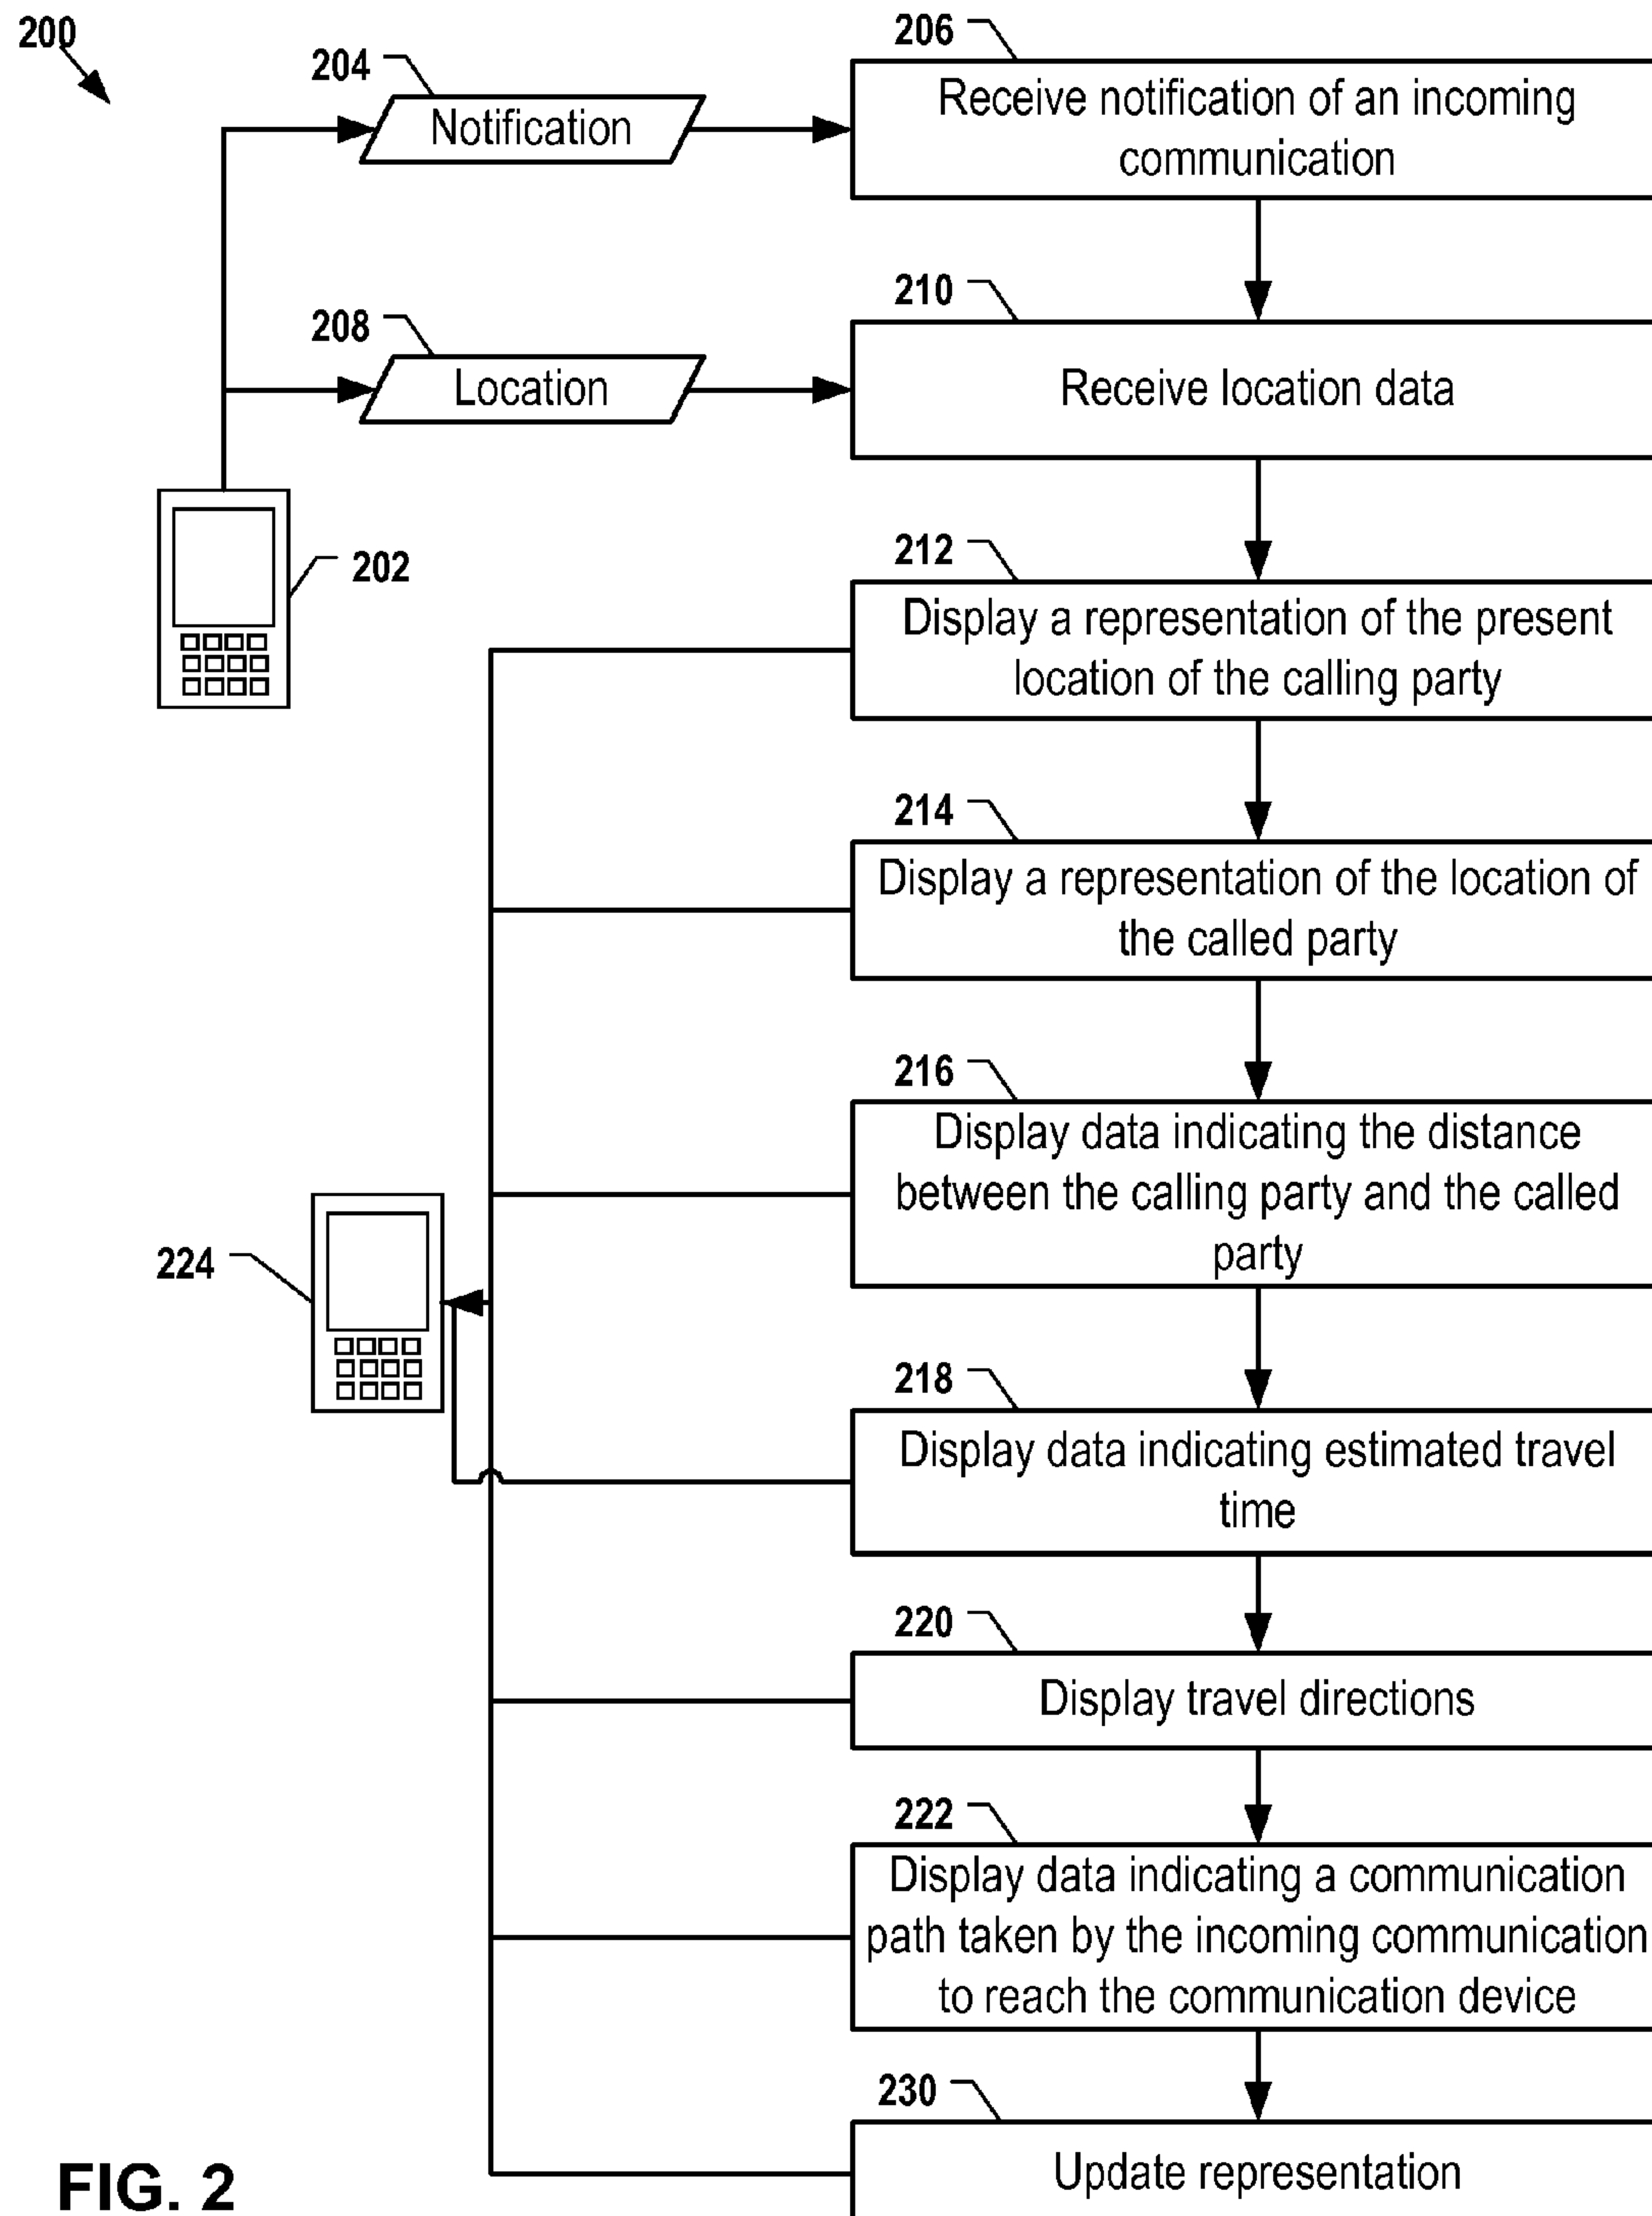 200
204
Notification
206
Receive notification of an incoming
communication
208
Location
210
Receive location data
202
212
Display a representation of the present
location of the calling party
214
Display a representation of the location of
the called party
216
Display data indicating the distance
between the calling party and the called
party
224
218
Display data indicating estimated travel
time
220
Display travel directions
222
Display data indicating a communication
path taken by the incoming communication
to reach the communication device
230
Update representation
FIG. 2